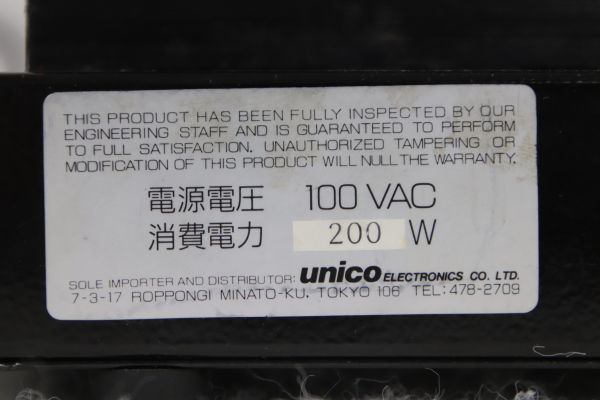 THIS PRODUCT HAS BEEN FULLY INSPECTED BY OUR
ENGINEERING STAFF AND IS GUARANTEED TO PERFORM
TO FULL SATISFACTION. UNAUTHORIZED TAMPERING OR
MODIFICATION OF THIS PRODUCT WILL NULL THE WARRANTY.
電源電圧 100 VAC
消費電力 200 W
SOLE IMPORTER AND DISTRIBUTOR: unico ELECTRONICS CO. LTD.
7-3-17 ROPPONGI MINATO-KU, TOKYO 106 TEL: 478-2709